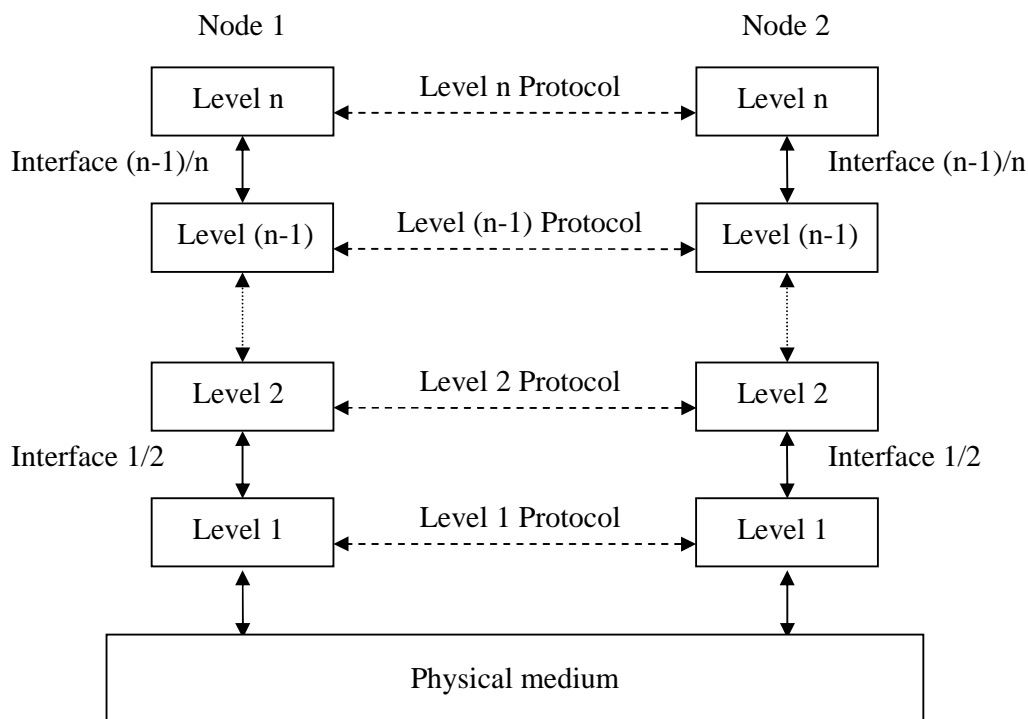 Node 1
Node 2
Level n
Level n Protocol
Level n
Interface (n-1)/n
Interface (n-1)/n
Level (n-1)
Level (n-1) Protocol
Level (n-1)
Level 2
Level 2 Protocol
Level 2
Interface 1/2
Interface 1/2
Level 1
Level 1 Protocol
Level 1
Physical medium